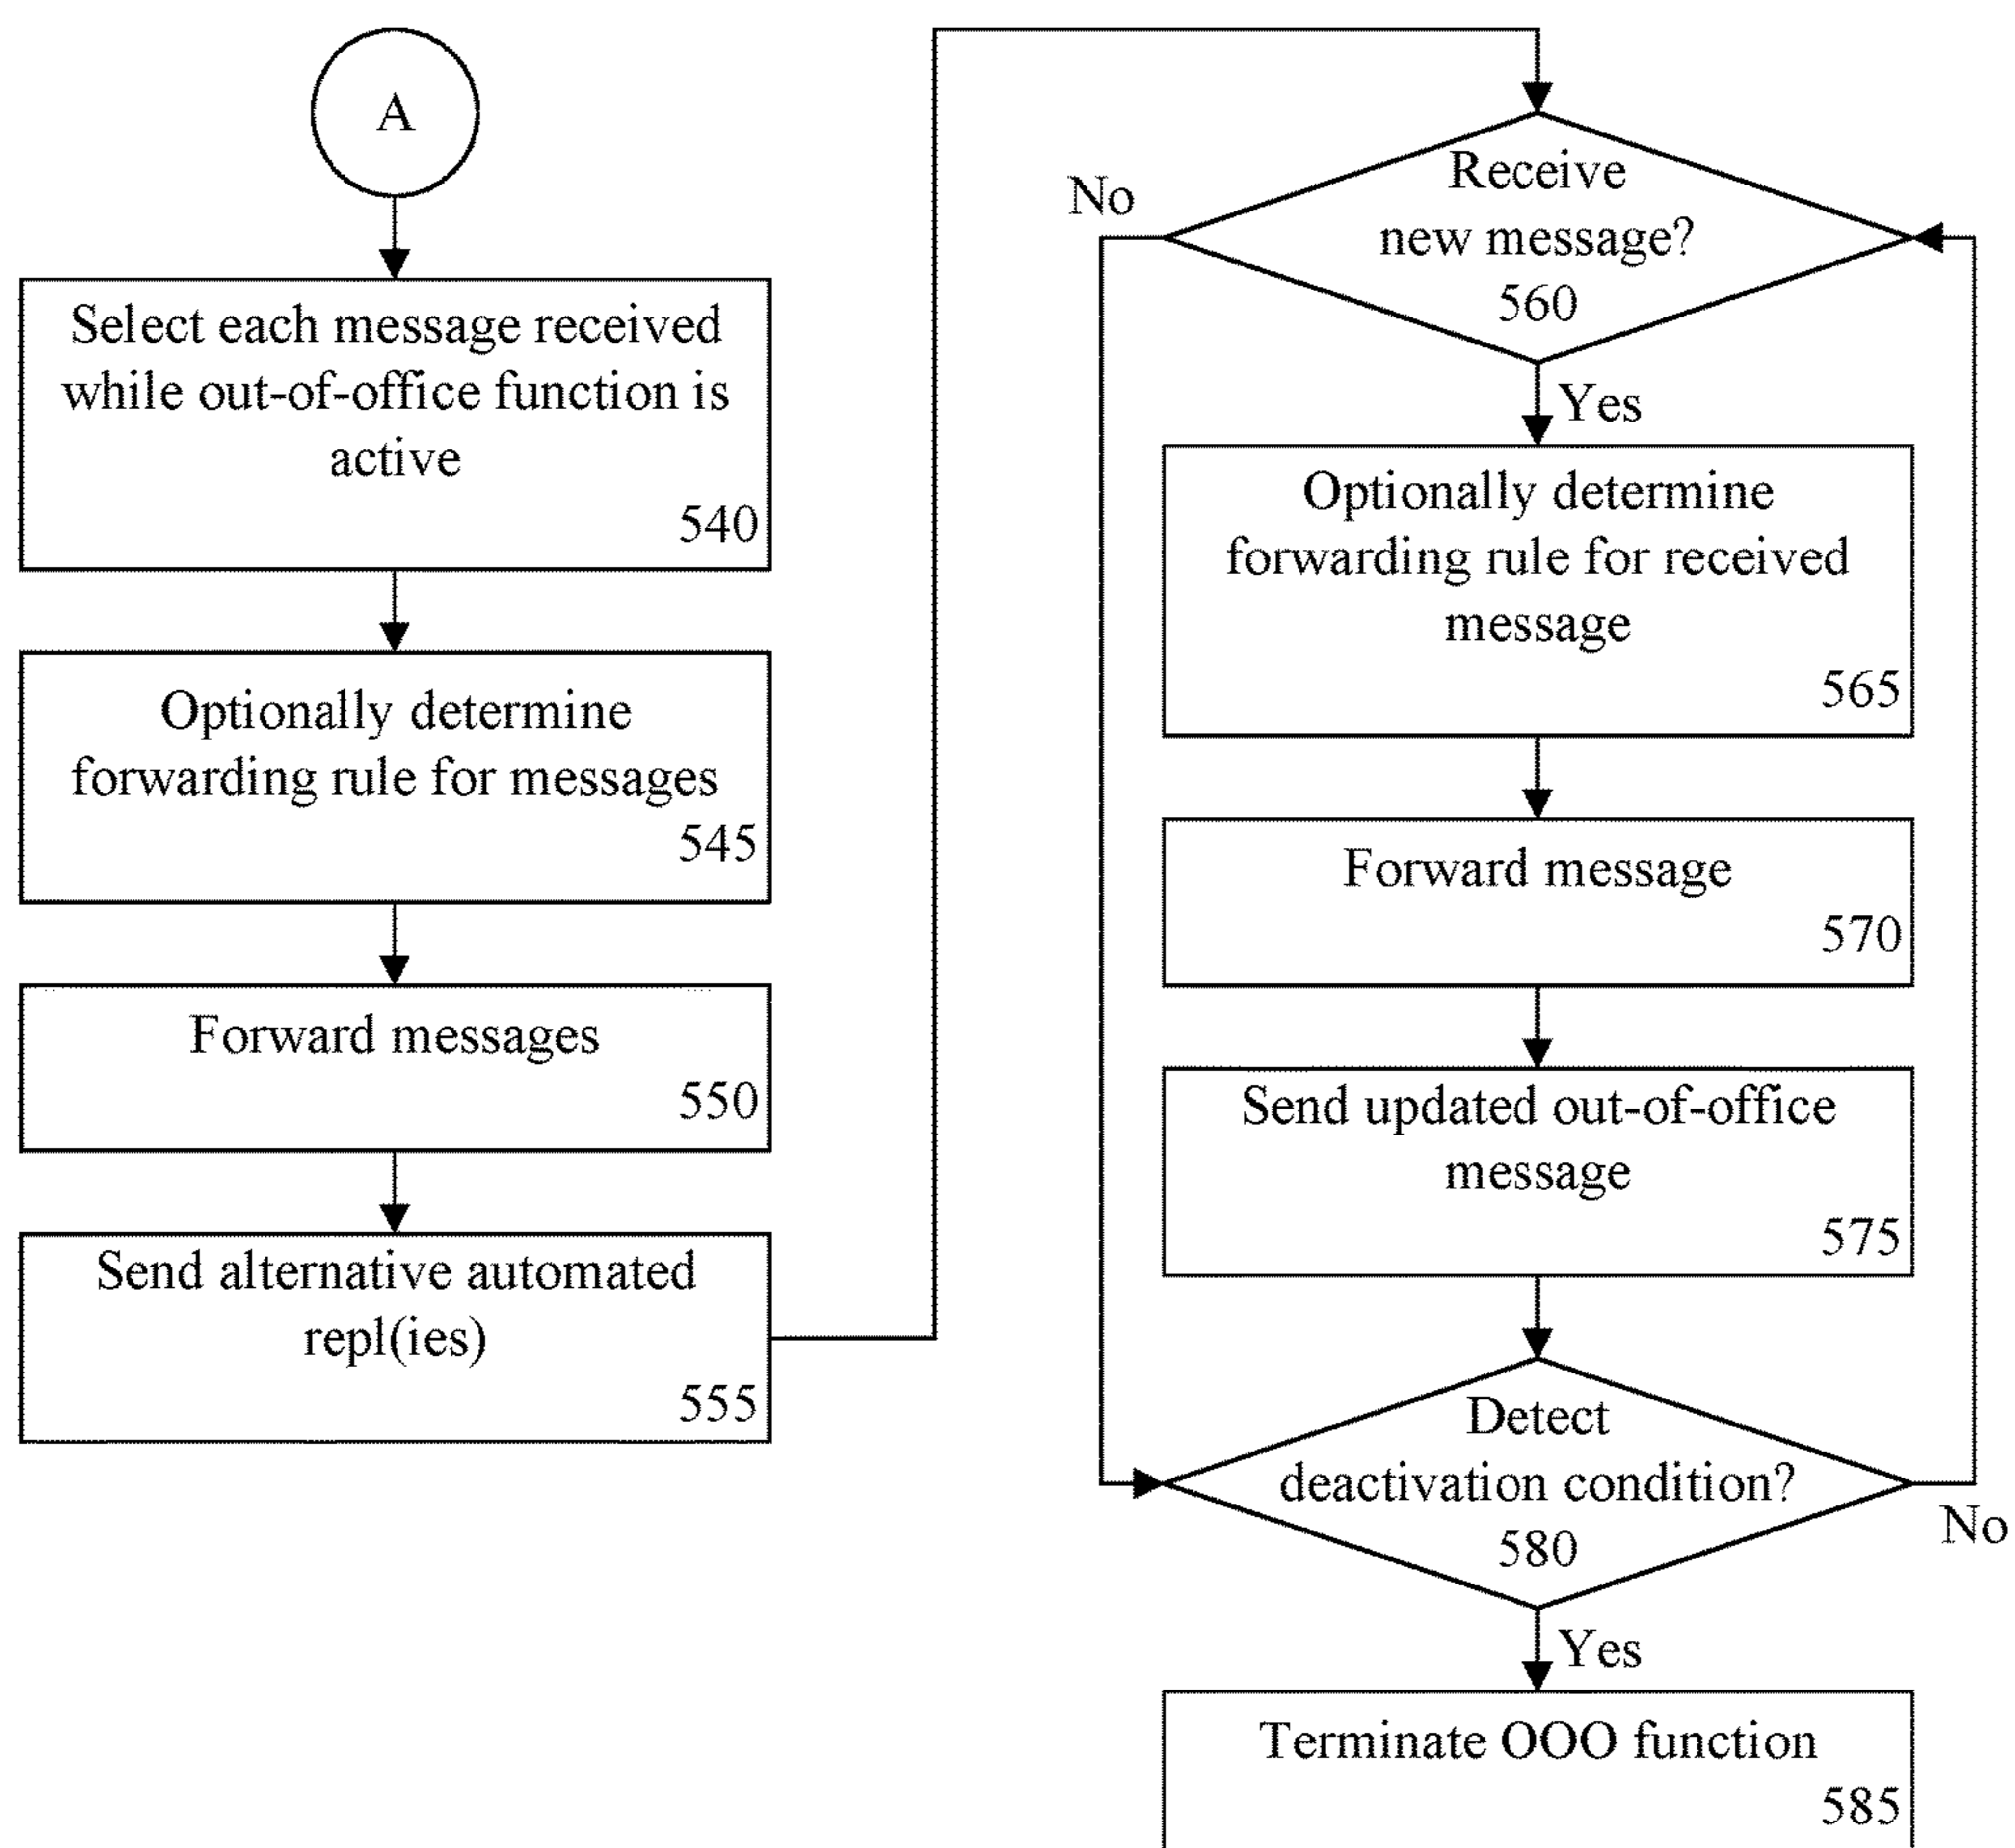 A
Select each message received
while out-of-office function is
active
540
Optionally determine
forwarding rule for messages
545
Forward messages
550
Send alternative automated
repl(ies)
555
Receive
new message?
560
No
Yes
Optionally determine
forwarding rule for received
message
565
Forward message
570
Send updated out-of-office
message
575
Detect
deactivation condition?
580
No
Yes
Terminate OOO function
585